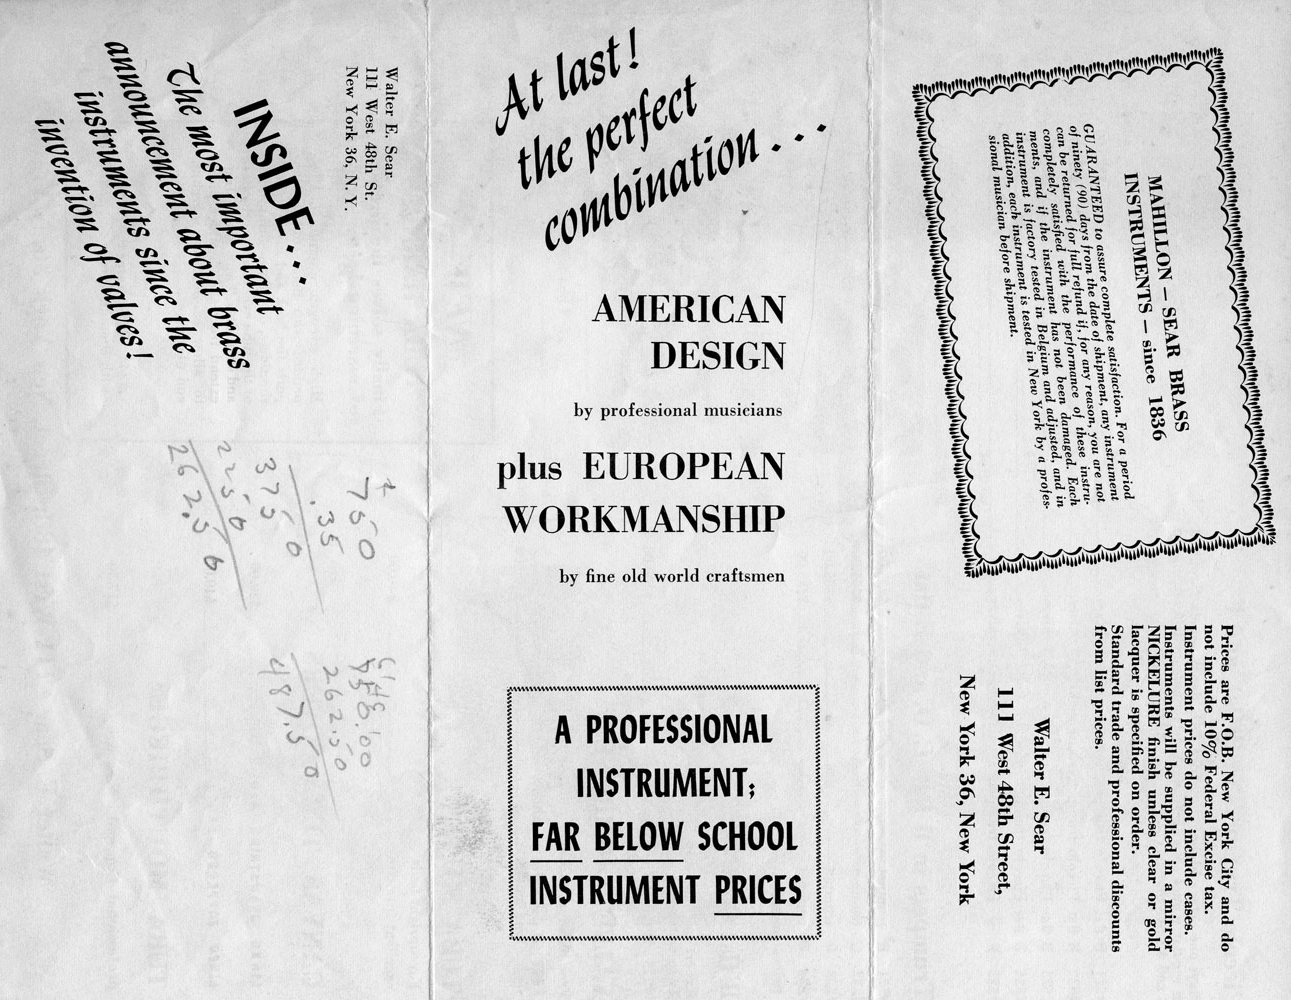 Walter E. Sear
111 West 48th St.
New York 36, N. Y.
INSIDE...
The most important
announcement about brass
instruments since the
invention of valves!
750
.35
3750
2250
262.50
262.50
487.50
At last!
the perfect
combination...
AMERICAN
DESIGN
by professional musicians
plus EUROPEAN
WORKMANSHIP
by fine old world craftsmen
A PROFESSIONAL
INSTRUMENT;
FAR BELOW SCHOOL
INSTRUMENT PRICES
MAHILLON — SEAR BRASS
INSTRUMENTS — since 1836
GUARANTEED to assure complete satisfaction. For a period
of ninety (90) days from the date of shipment, any instrument
can be returned for full refund if, for any reason, you are not
completely satisfied with the performance of these instru-
ments, and if the instrument has not been damaged. Each
instrument is factory tested in Belgium and adjusted, and in
addition, each instrument is tested in New York by a profes-
sional musician before shipment.
Prices are F.O.B. New York City and do
not include 10% Federal Excise tax.
Instrument prices do not include cases.
Instruments will be supplied in a mirror
NICKELURE finish unless clear or gold
lacquer is specified on order.
Standard trade and professional discounts
from list prices.
Walter E. Sear
111 West 48th Street,
New York 36, New York